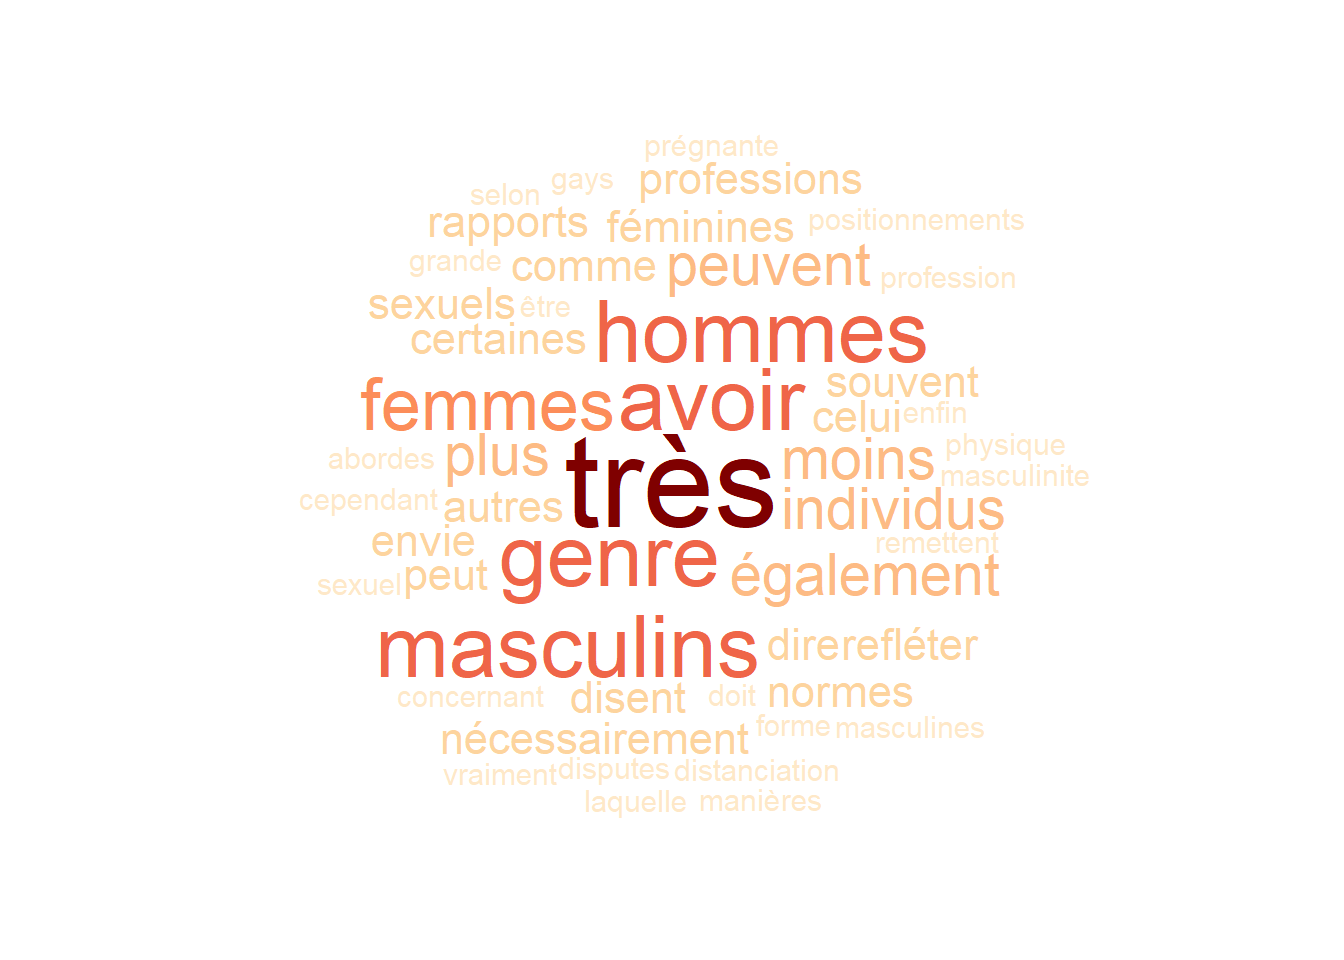 prégnante
selon gays professions
rapports féminines positionnements
grande comme peuvent profession
sexuels être hommes
certaines
femmes avoir souvent
celui enfin
abordes plus très moins physique
masculinite
cependant autres individus
envie genre remettent
sexuel peut également
masculins dire refléter
concernant disent doit normes
nécessairement forme masculines
vraiment disputes distanciation
laquelle manières